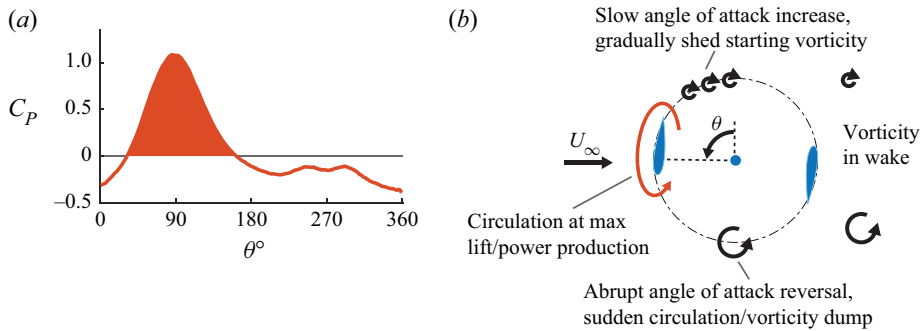 (a)
1.0
0.5
0
−0.5
C_P
0
90
180
270
360
θ°
(b)
Slow angle of attack increase,
gradually shed starting vorticity
θ
U∞
Vorticity
in wake
Circulation at max
lift/power production
Abrupt angle of attack reversal,
sudden circulation/vorticity dump